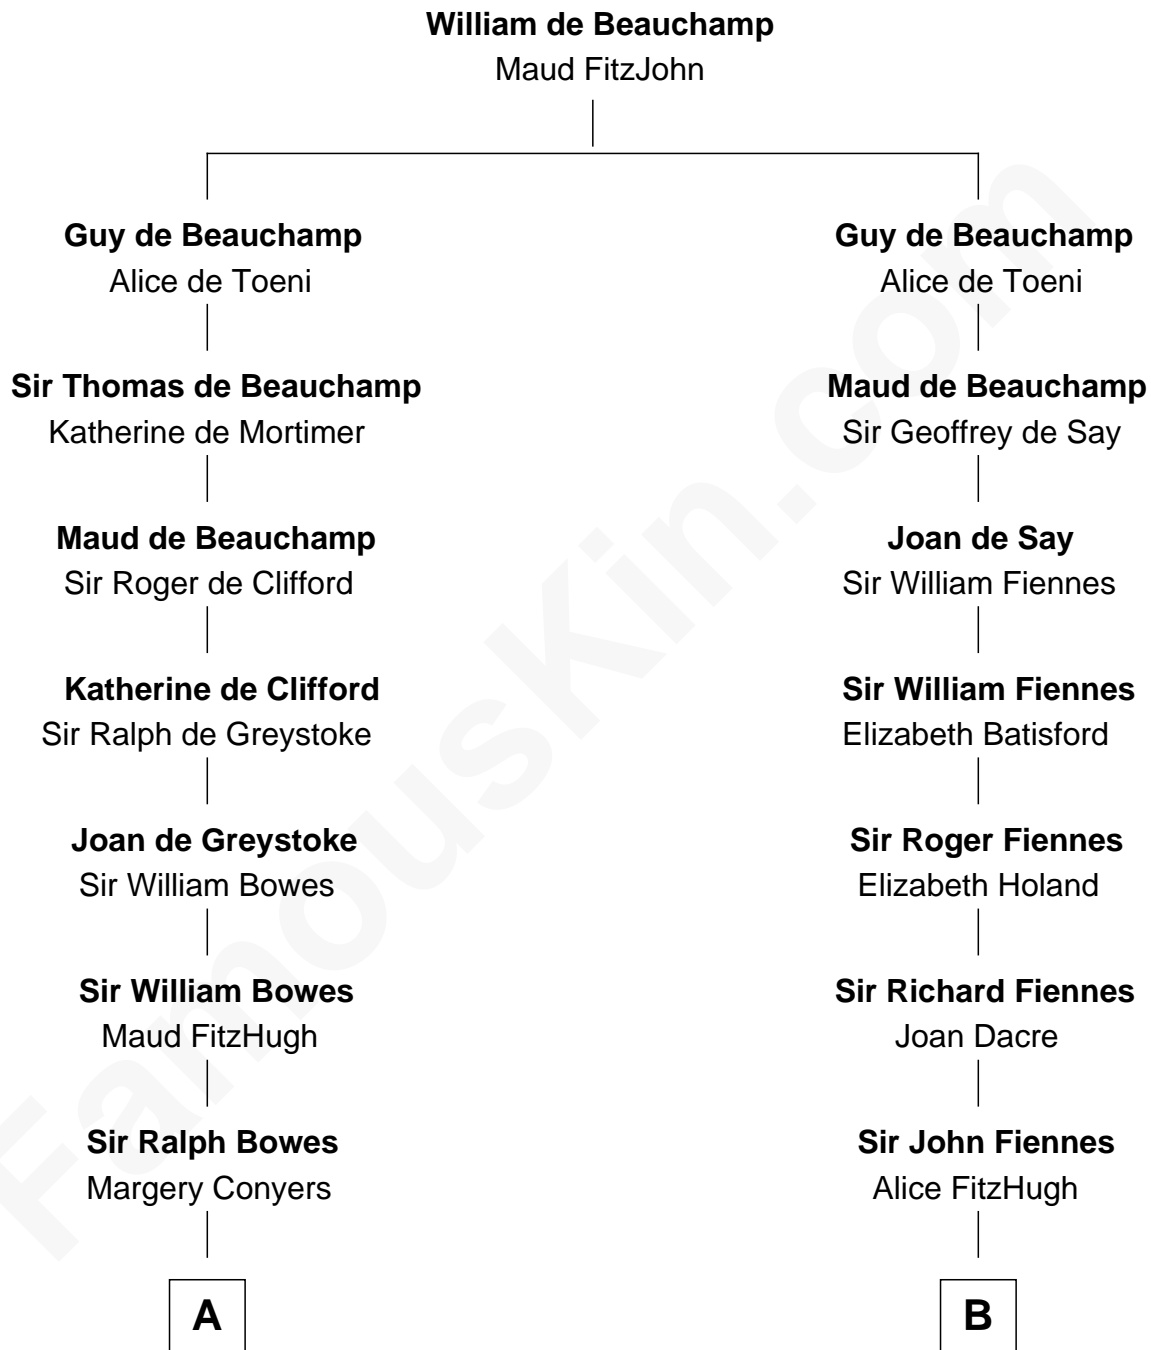 William de Beauchamp
Maud FitzJohn
Guy de Beauchamp
Alice de Toeni
Sir Thomas de Beauchamp
Katherine de Mortimer
Maud de Beauchamp
Sir Roger de Clifford
Katherine de Clifford
Sir Ralph de Greystoke
Joan de Greystoke
Sir William Bowes
Sir William Bowes
Maud FitzHugh
Sir Ralph Bowes
Margery Conyers
A
Guy de Beauchamp
Alice de Toeni
Maud de Beauchamp
Sir Geoffrey de Say
Joan de Say
Sir William Fiennes
Sir William Fiennes
Elizabeth Batisford
Sir Roger Fiennes
Elizabeth Holand
Sir Richard Fiennes
Joan Dacre
Sir John Fiennes
Alice FitzHugh
B
FamousKin.com